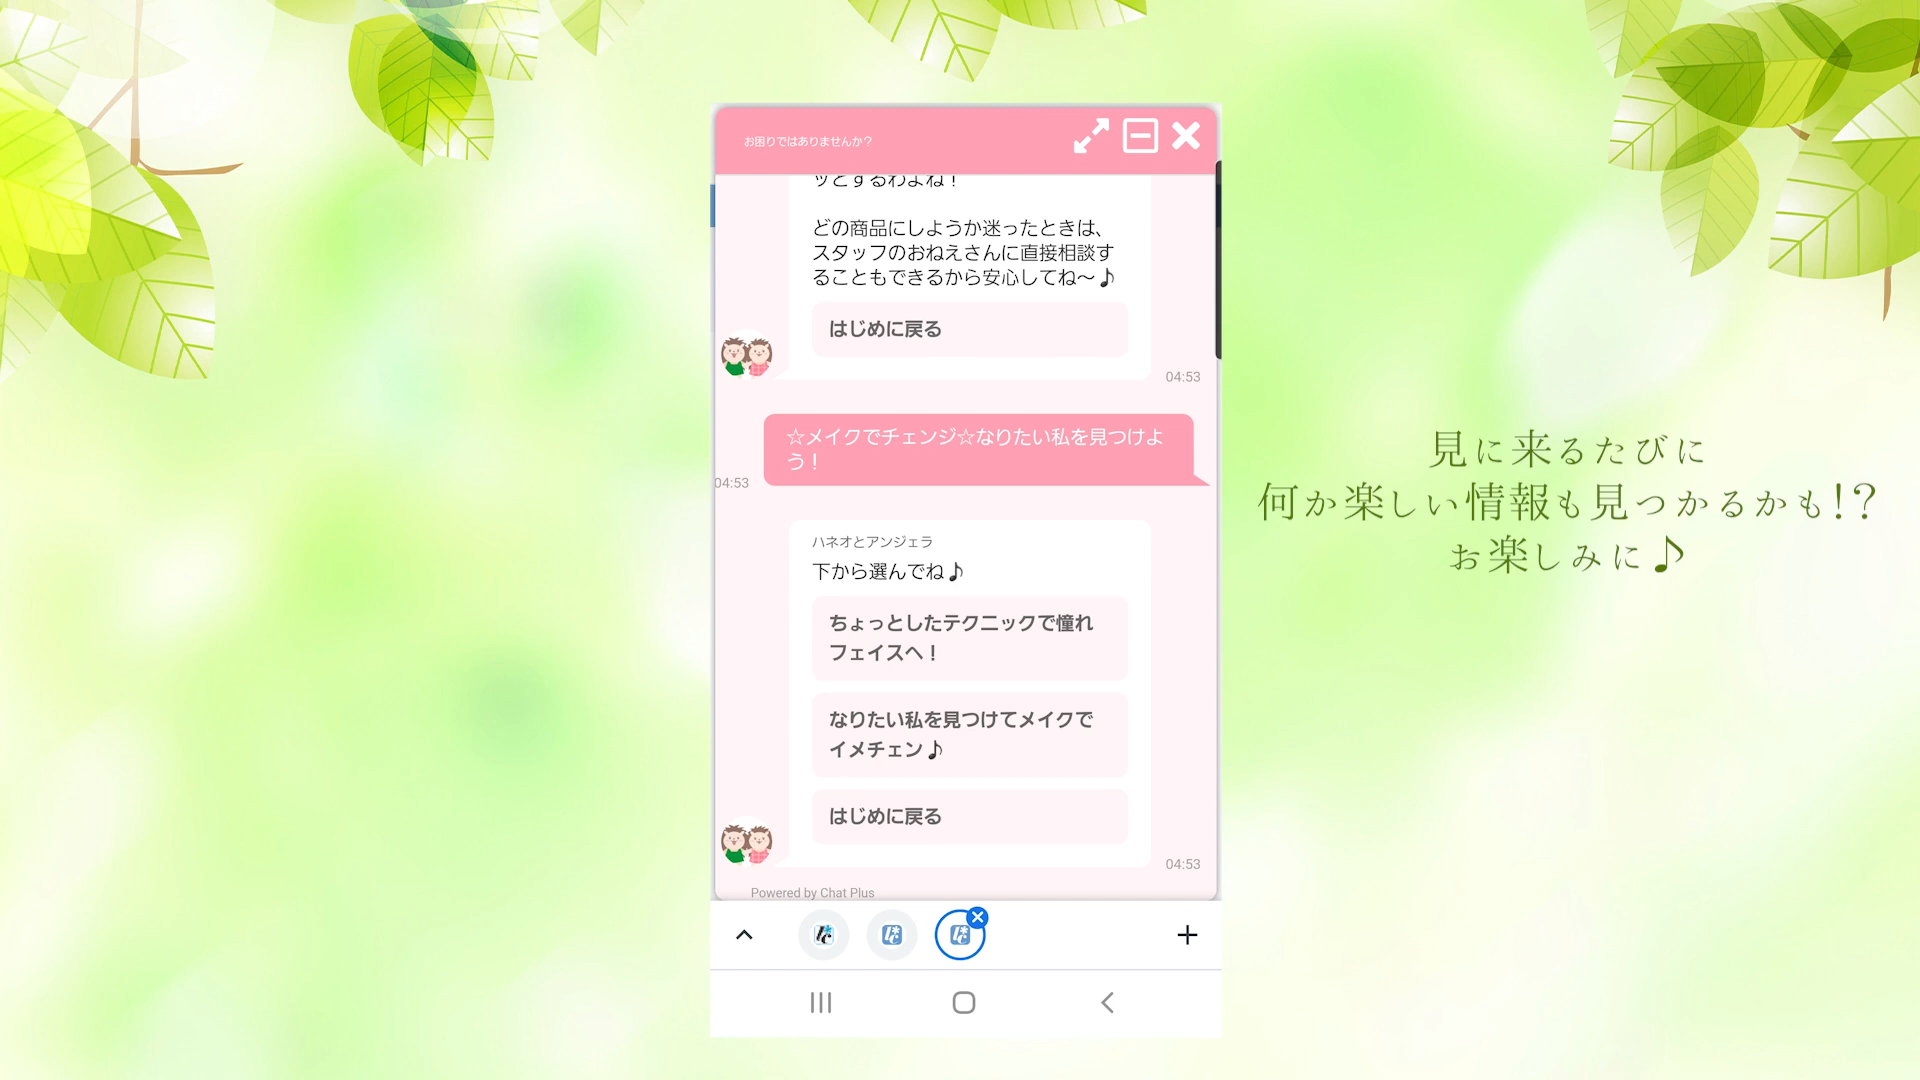 お困りではありませんか？
ッとするわよね！
どの商品にしようか迷ったときは、
スタッフのおねえさんに直接相談す
ることもできるから安心してね～♪
はじめに戻る
04:53
☆メイクでチェンジ☆なりたい私を見つけよ
う！
04:53
ハネオとアンジェラ
下から選んでね♪
ちょっとしたテクニックで憧れ
フェイスへ！
なりたい私を見つけてメイクで
イメチェン♪
はじめに戻る
04:53
Powered by Chat Plus
見に来るたびに
何か楽しい情報も見つかるかも!?
お楽しみに♪